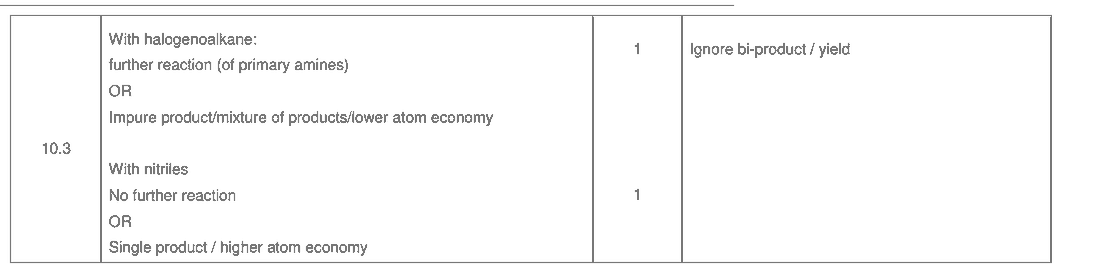 With halogenoalkane:
further reaction (of primary amines)
OR
Impure product/mixture of products/lower atom economy
1
Ignore bi-product / yield
10.3
With nitriles
No further reaction
OR
Single product / higher atom economy
1